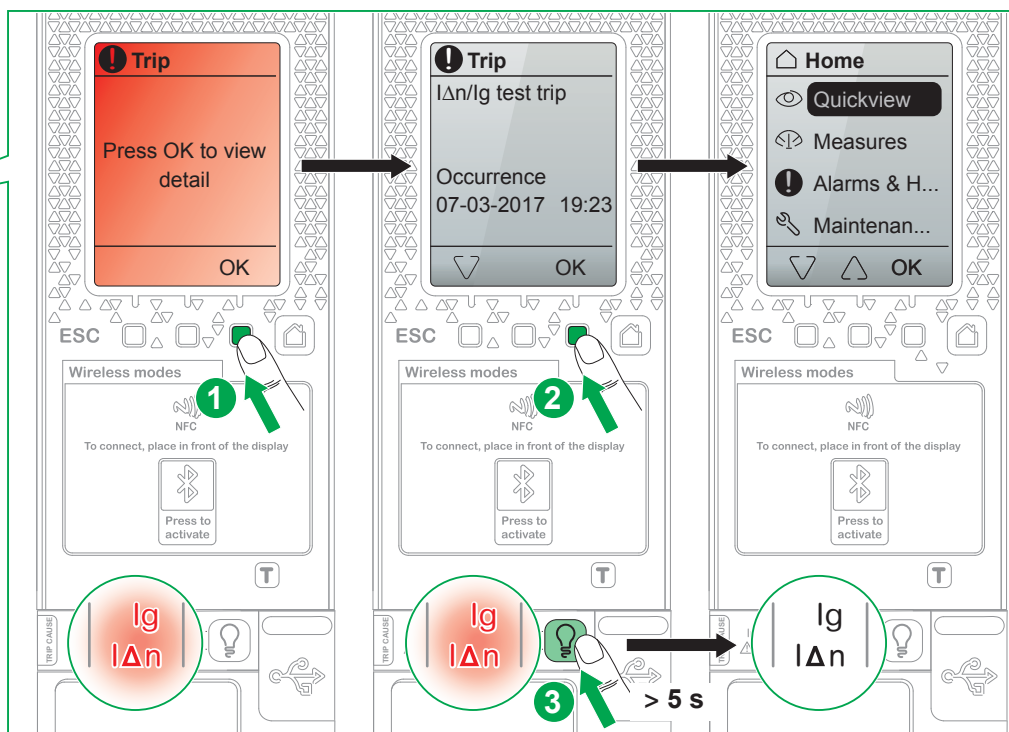 Trip
Press OK to view
detail
OK
ESC
Wireless modes
1
NFC
To connect, place in front of the display
Press to
activate
T
TRIP CAUSE
Ig
IΔn
Trip
IΔn/Ig test trip
Occurrence
07-03-2017 19:23
OK
ESC
Wireless modes
2
NFC
To connect, place in front of the display
Press to
activate
T
TRIP CAUSE
Ig
IΔn
3
> 5 s
Home
Quickview
Measures
Alarms & H...
Maintenan...
OK
ESC
Wireless modes
NFC
To connect, place in front of the display
Press to
activate
T
Ig
IΔn